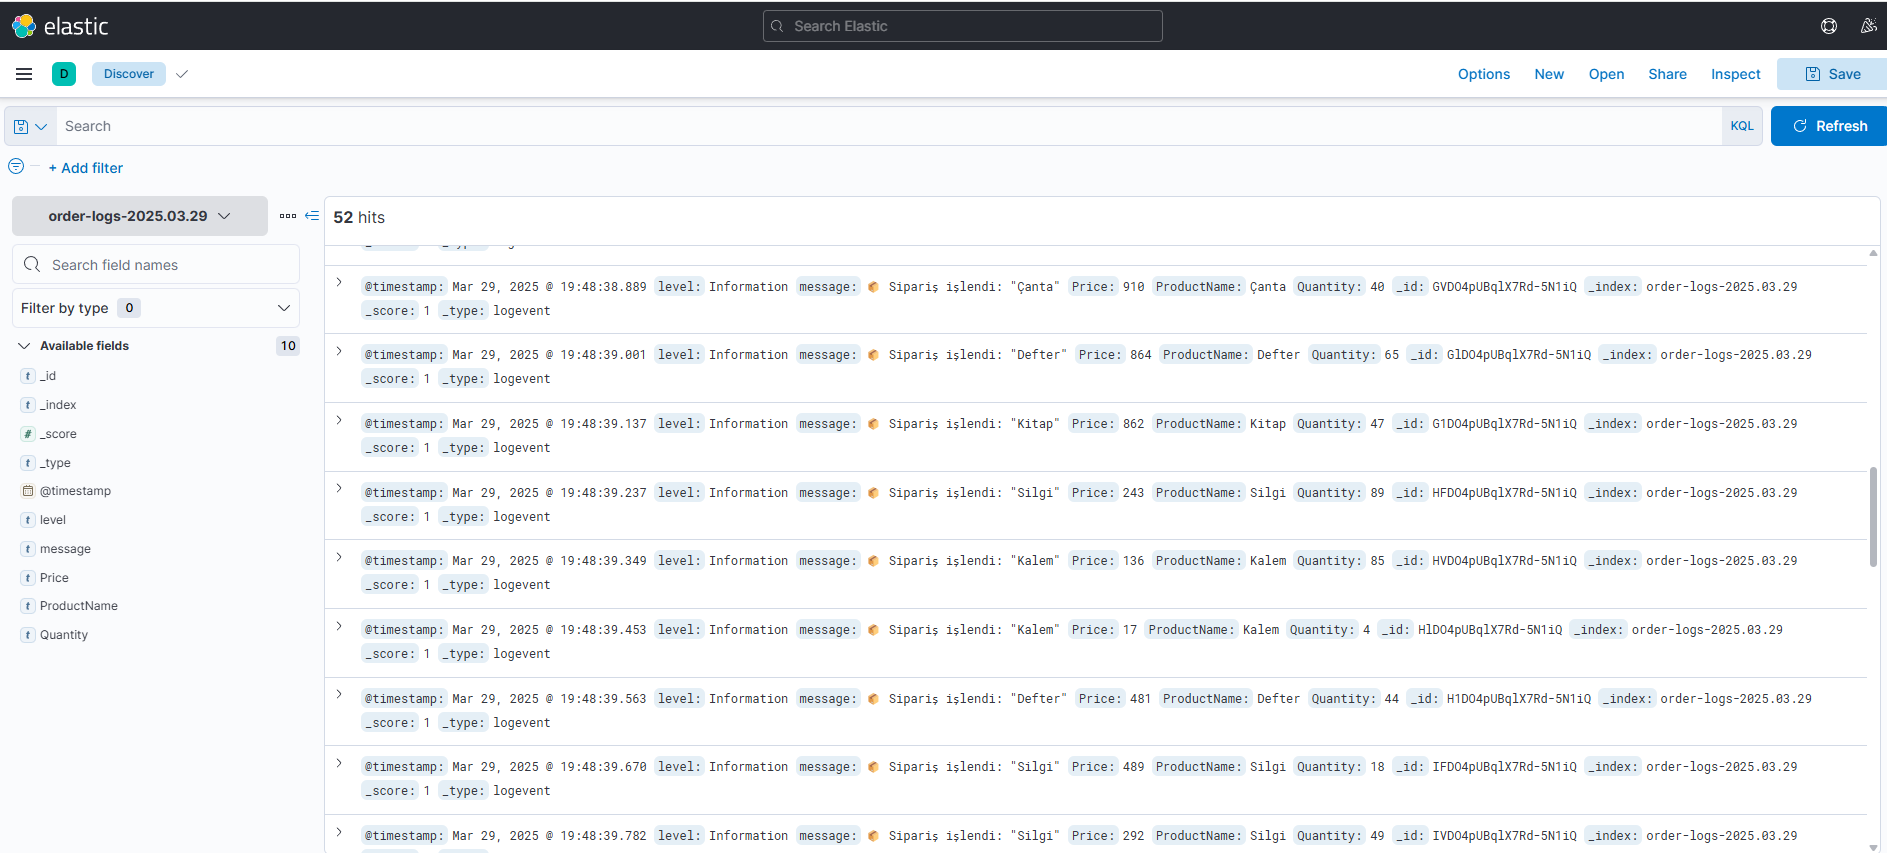 elastic
Search Elastic
D
Discover
Options
New
Open
Share
Inspect
Save
Search
KQL
Refresh
+ Add filter
order-logs-2025.03.29
Search field names
Filter by type 0
Available fields 10
t _id
t _index
# _score
t _type
@timestamp
t level
t message
t Price
t ProductName
t Quantity
52 hits
@timestamp: Mar 29, 2025 @ 19:48:38.889 level: Information message: 📦 Sipariş işlendi: "Çanta" Price: 910 ProductName: Çanta Quantity: 40 _id: GVDO4pUBqlX7Rd-5N1iQ _index: order-logs-2025.03.29
_score: 1 _type: logevent
@timestamp: Mar 29, 2025 @ 19:48:39.001 level: Information message: 📦 Sipariş işlendi: "Defter" Price: 864 ProductName: Defter Quantity: 65 _id: GlDO4pUBqlX7Rd-5N1iQ _index: order-logs-2025.03.29
_score: 1 _type: logevent
@timestamp: Mar 29, 2025 @ 19:48:39.137 level: Information message: 📦 Sipariş işlendi: "Kitap" Price: 862 ProductName: Kitap Quantity: 47 _id: G1DO4pUBqlX7Rd-5N1iQ _index: order-logs-2025.03.29
_score: 1 _type: logevent
@timestamp: Mar 29, 2025 @ 19:48:39.237 level: Information message: 📦 Sipariş işlendi: "Silgi" Price: 243 ProductName: Silgi Quantity: 89 _id: HFDO4pUBqlX7Rd-5N1iQ _index: order-logs-2025.03.29
_score: 1 _type: logevent
@timestamp: Mar 29, 2025 @ 19:48:39.349 level: Information message: 📦 Sipariş işlendi: "Kalem" Price: 136 ProductName: Kalem Quantity: 85 _id: HVDO4pUBqlX7Rd-5N1iQ _index: order-logs-2025.03.29
_score: 1 _type: logevent
@timestamp: Mar 29, 2025 @ 19:48:39.453 level: Information message: 📦 Sipariş işlendi: "Kalem" Price: 17 ProductName: Kalem Quantity: 4 _id: HlDO4pUBqlX7Rd-5N1iQ _index: order-logs-2025.03.29
_score: 1 _type: logevent
@timestamp: Mar 29, 2025 @ 19:48:39.563 level: Information message: 📦 Sipariş işlendi: "Defter" Price: 481 ProductName: Defter Quantity: 44 _id: H1DO4pUBqlX7Rd-5N1iQ _index: order-logs-2025.03.29
_score: 1 _type: logevent
@timestamp: Mar 29, 2025 @ 19:48:39.670 level: Information message: 📦 Sipariş işlendi: "Silgi" Price: 489 ProductName: Silgi Quantity: 18 _id: IFDO4pUBqlX7Rd-5N1iQ _index: order-logs-2025.03.29
_score: 1 _type: logevent
@timestamp: Mar 29, 2025 @ 19:48:39.782 level: Information message: 📦 Sipariş işlendi: "Silgi" Price: 292 ProductName: Silgi Quantity: 49 _id: IVDO4pUBqlX7Rd-5N1iQ _index: order-logs-2025.03.29